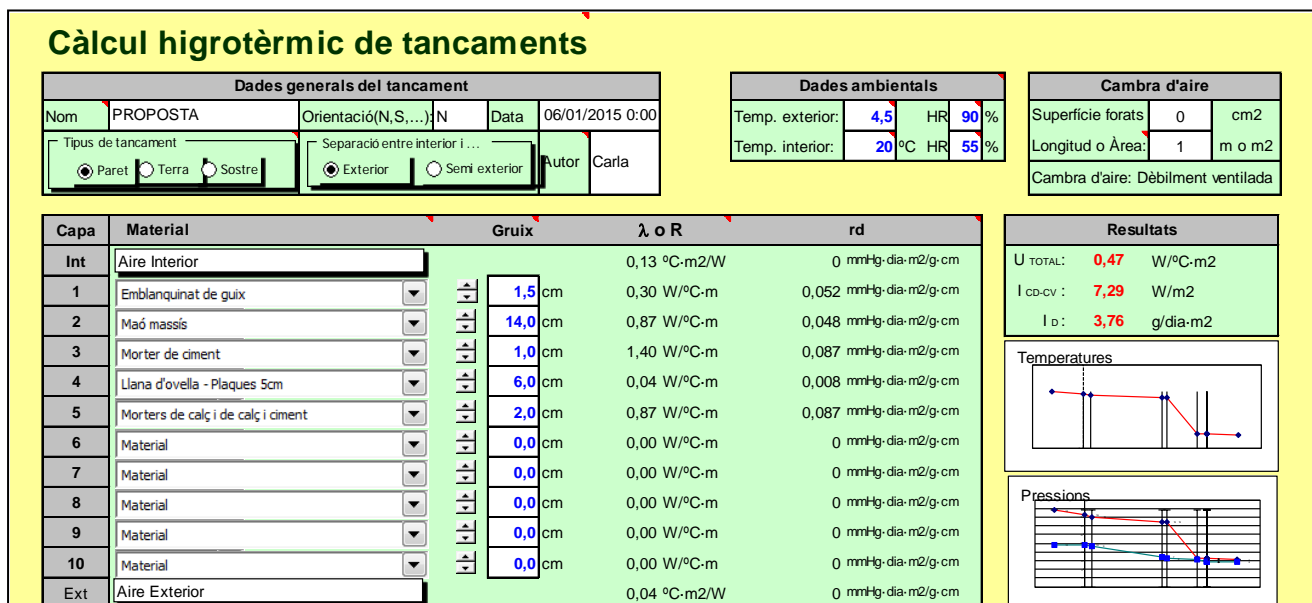 Càlcul higrotèrmic de tancaments
Dades generals del tancament
Nom PROPOSTA Orientació(N,S,...): N Data 06/01/2015 0:00
Tipus de tancament
Paret Terra Sostre
Separació entre interior i ...
Exterior Semi exterior
Autor Carla
Dades ambientals
Temp. exterior: 4,5 HR 90 %
Temp. interior: 20 ºC HR 55 %
Cambra d'aire
Superfície forats 0 cm2
Longitud o Àrea: 1 m o m2
Cambra d'aire: Dèbilment ventilada
Capa Material Gruix λ o R rd
Int Aire Interior 0,13 ºC·m2/W 0 mmHg·dia·m2/g·cm
1 Emblanquinat de guix 1,5 cm 0,30 W/ºC·m 0,052 mmHg·dia·m2/g·cm
2 Maó massís 14,0 cm 0,87 W/ºC·m 0,048 mmHg·dia·m2/g·cm
3 Morter de ciment 1,0 cm 1,40 W/ºC·m 0,087 mmHg·dia·m2/g·cm
4 Llana d'ovella - Plaques 5cm 6,0 cm 0,04 W/ºC·m 0,008 mmHg·dia·m2/g·cm
5 Morters de calç i de calç i ciment 2,0 cm 0,87 W/ºC·m 0,087 mmHg·dia·m2/g·cm
6 Material 0,0 cm 0,00 W/ºC·m 0 mmHg·dia·m2/g·cm
7 Material 0,0 cm 0,00 W/ºC·m 0 mmHg·dia·m2/g·cm
8 Material 0,0 cm 0,00 W/ºC·m 0 mmHg·dia·m2/g·cm
9 Material 0,0 cm 0,00 W/ºC·m 0 mmHg·dia·m2/g·cm
10 Material 0,0 cm 0,00 W/ºC·m 0 mmHg·dia·m2/g·cm
Ext Aire Exterior 0,04 ºC·m2/W 0 mmHg·dia·m2/g·cm
Resultats
U TOTAL: 0,47 W/ºC·m2
I CD-CV : 7,29 W/m2
I D : 3,76 g/dia·m2
Temperatures
Pressions